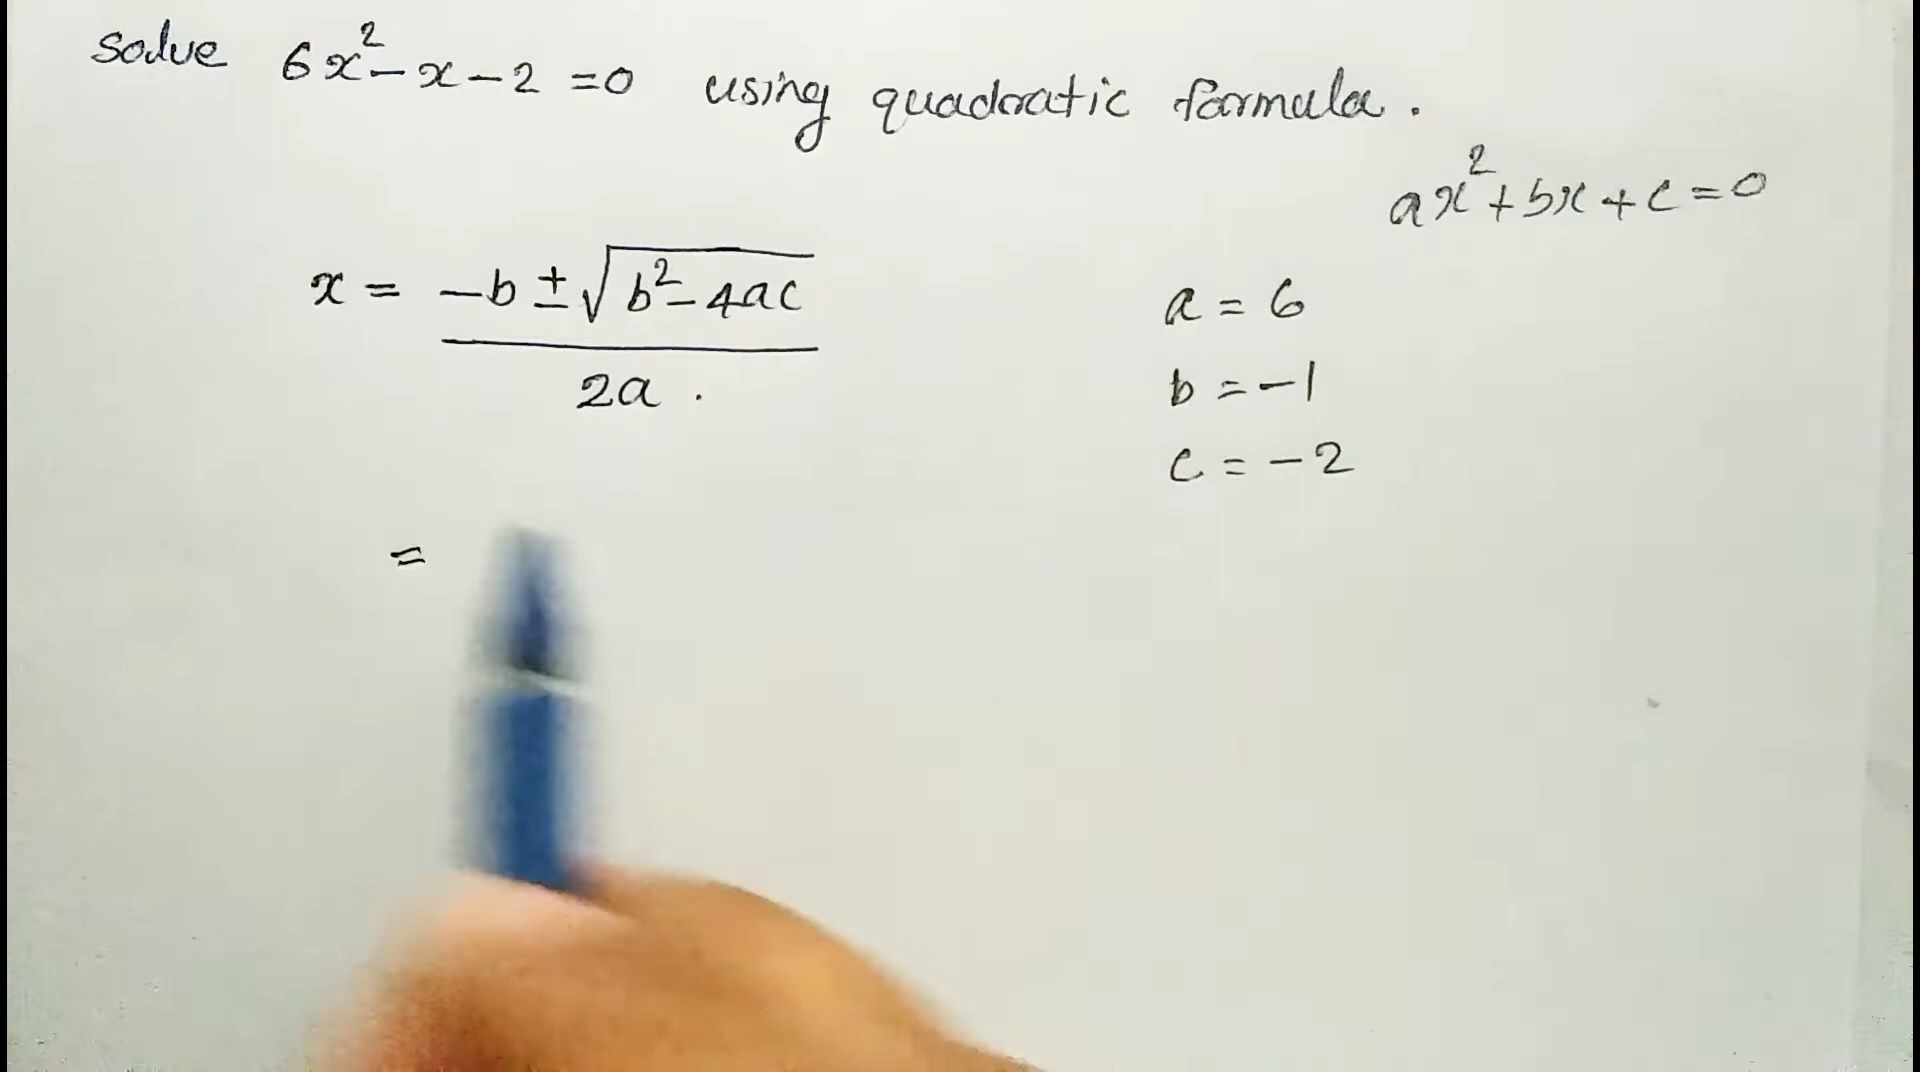 solve 6x² - x - 2 = 0 using quadratic formula.
ax² + bx + c = 0
x = -b ± √b² - 4ac
2a .
a = 6
b = -1
c = -2
=